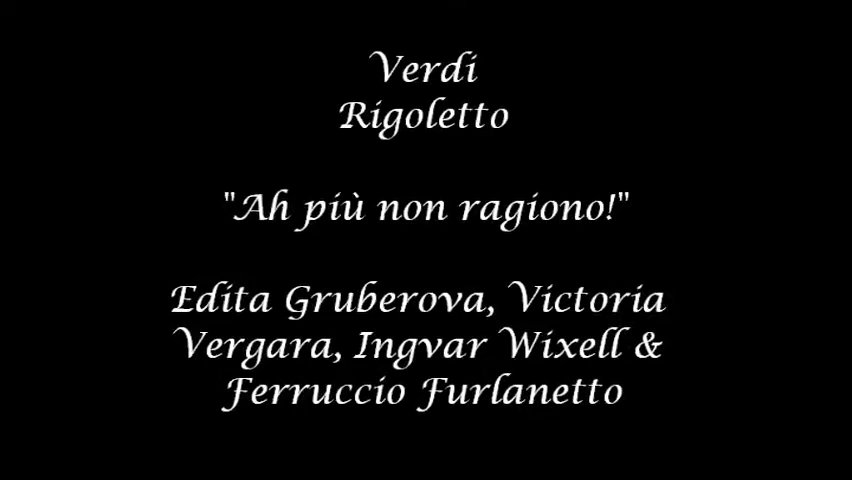 Verdi
Rigoletto
"Ah più non ragiono!"
Edita Gruberova, Victoria
Vergara, Ingvar Wixell &
Ferruccio Furlanetto